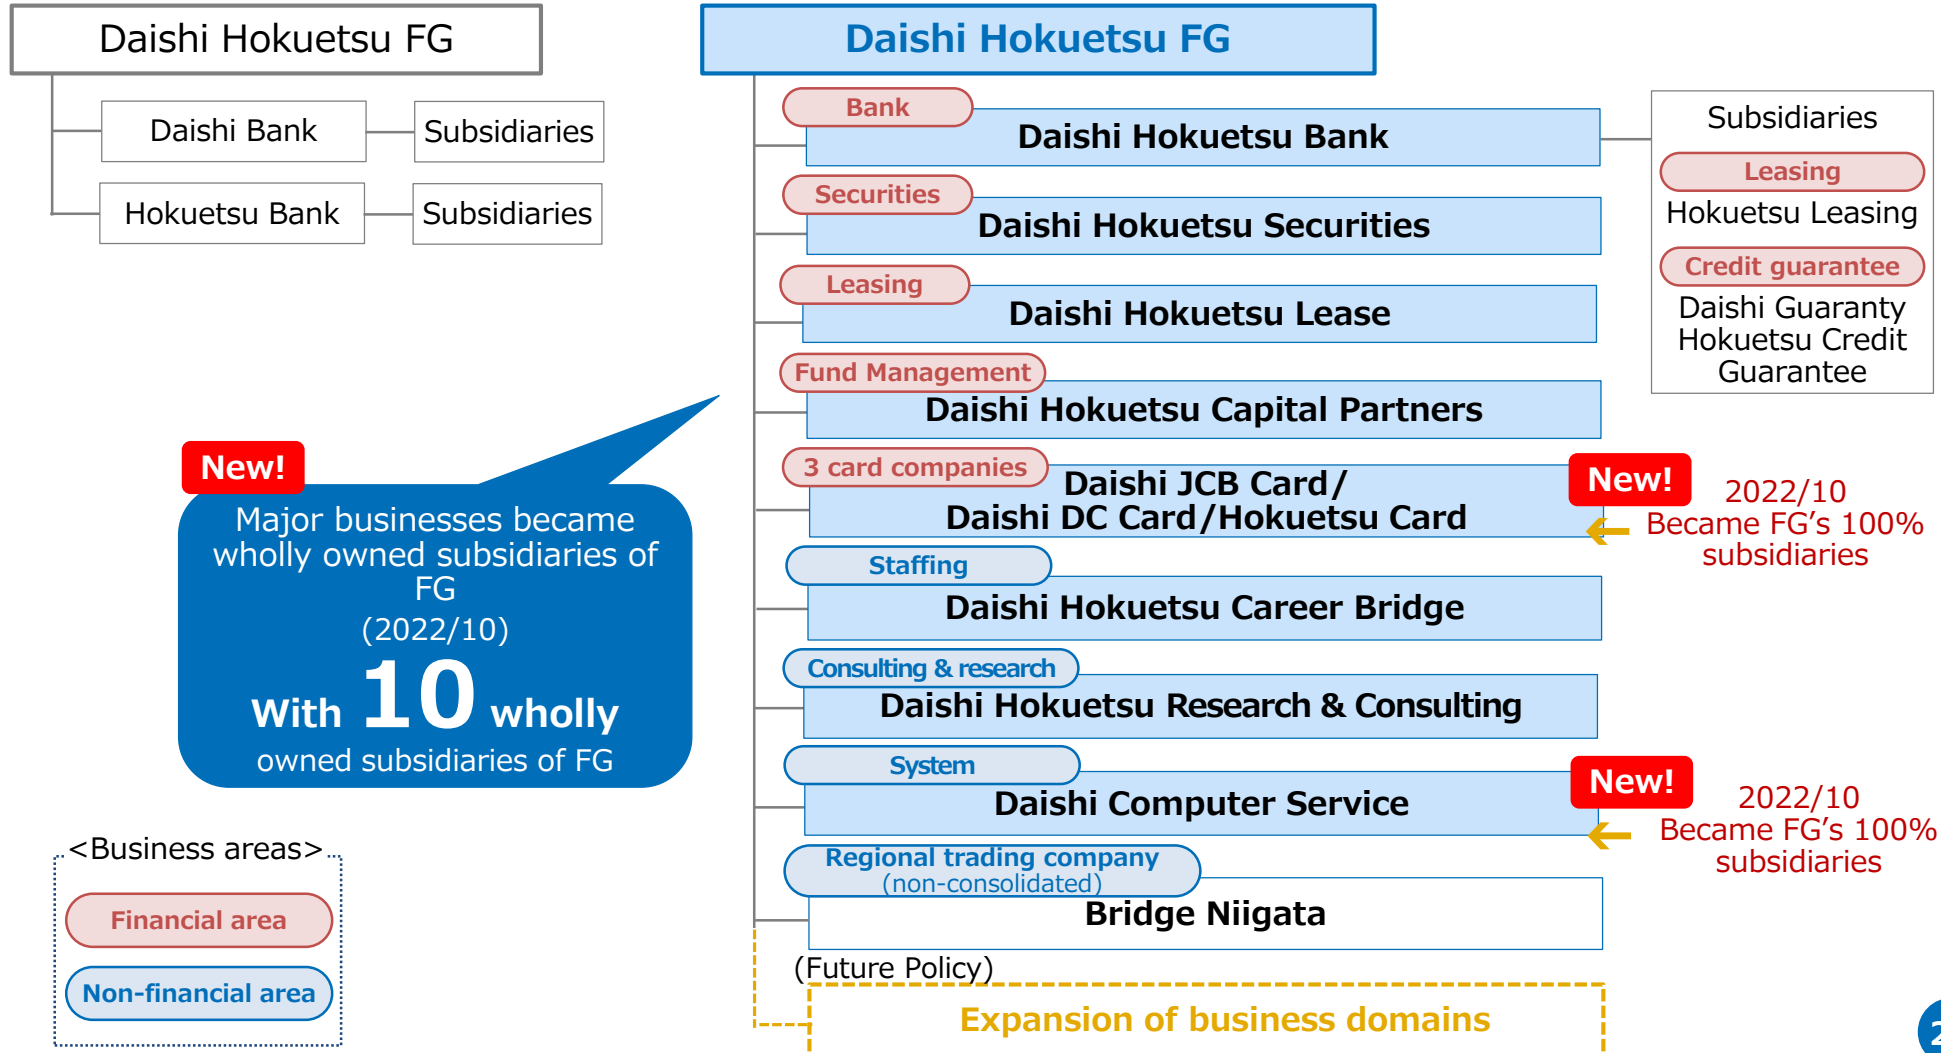 Daishi Hokuetsu FG
Daishi Bank
Subsidiaries
Hokuetsu Bank
Subsidiaries
New!
Major businesses became
wholly owned subsidiaries of
FG
(2022/10)
With 10 wholly
owned subsidiaries of FG
<Business areas>
Financial area
Non-financial area
Daishi Hokuetsu FG
Bank
Daishi Hokuetsu Bank
Securities
Daishi Hokuetsu Securities
Leasing
Daishi Hokuetsu Lease
Fund Management
Daishi Hokuetsu Capital Partners
3 card companies
Daishi JCB Card/
Daishi DC Card/Hokuetsu Card
New!
2022/10
Became FG’s 100%
subsidiaries
Staffing
Daishi Hokuetsu Career Bridge
Consulting & research
Daishi Hokuetsu Research & Consulting
System
Daishi Computer Service
New!
2022/10
Became FG’s 100%
subsidiaries
Regional trading company
(non-consolidated)
Bridge Niigata
(Future Policy)
Expansion of business domains
Subsidiaries
Leasing
Hokuetsu Leasing
Credit guarantee
Daishi Guaranty
Hokuetsu Credit
Guarantee